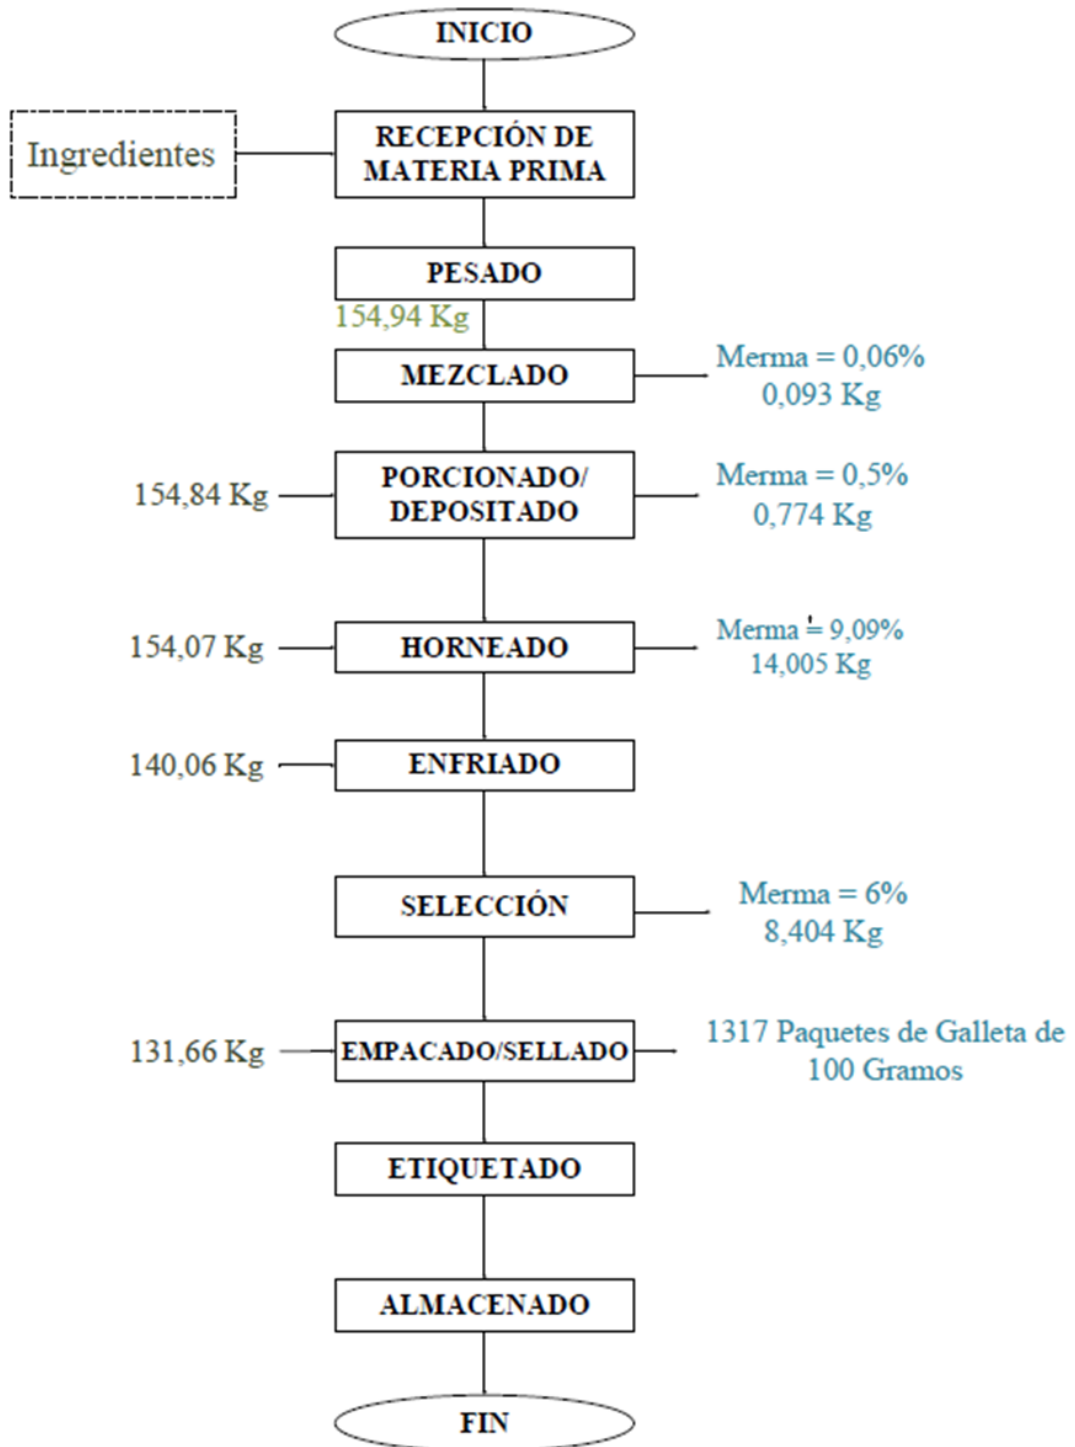 INICIO
Ingredientes
RECEPCIÓN DE
MATERIA PRIMA
PESADO
154,94 Kg
MEZCLADO
Merma = 0,06%
0,093 Kg
154,84 Kg
PORCIONADO/
DEPOSITADO
Merma = 0,5%
0,774 Kg
154,07 Kg
HORNEADO
Merma = 9,09%
14,005 Kg
140,06 Kg
ENFRIADO
SELECCIÓN
Merma = 6%
8,404 Kg
131,66 Kg
EMPACADO/SELLADO
1317 Paquetes de Galleta de
100 Gramos
ETIQUETADO
ALMACENADO
FIN